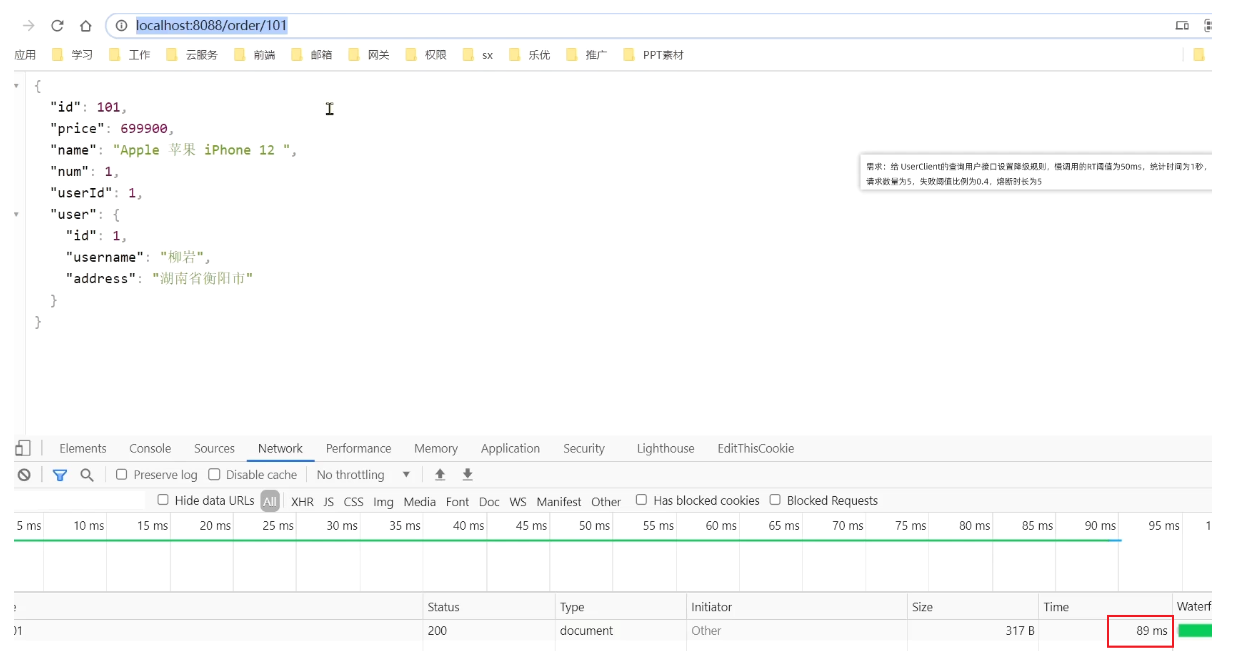 localhost:8088/order/101
应用 学习 工作 云服务 前端 邮箱 网关 权限 sx 乐优 推广 PPT素材
{
"id": 101,
"price": 699900,
"name": "Apple 苹果 iPhone 12 ",
"num": 1,
"userId": 1,
"user": {
"id": 1,
"username": "柳岩",
"address": "湖南省衡阳市"
}
}
需求：给 UserClient的查询用户接口设置降级规则，慢调用的RT阈值为50ms，统计时间为1秒，
请求数量为5，失败阈值比例为0.4，熔断时长为5
Elements Console Sources Network Performance Memory Application Security Lighthouse EditThisCookie
Preserve log Disable cache No throttling
Hide data URLs All XHR JS CSS Img Media Font Doc WS Manifest Other Has blocked cookies Blocked Requests
5 ms 10 ms 15 ms 20 ms 25 ms 30 ms 35 ms 40 ms 45 ms 50 ms 55 ms 60 ms 65 ms 70 ms 75 ms 80 ms 85 ms 90 ms 95 ms 1
Status Type Initiator Size Time Waterf
01 200 document Other 317 B 89 ms